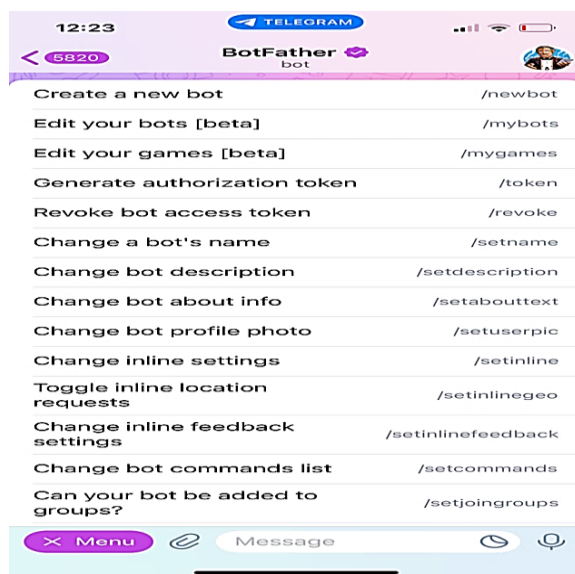 12:23
TELEGRAM
5820
BotFather
bot
Create a new bot /newbot
Edit your bots [beta] /mybots
Edit your games [beta] /mygames
Generate authorization token /token
Revoke bot access token /revoke
Change a bot's name /setname
Change bot description /setdescription
Change bot about info /setabouttext
Change bot profile photo /setuserpic
Change inline settings /setinline
Toggle inline location
requests /setinlinegeo
Change inline feedback
settings /setinlinefeedback
Change bot commands list /setcommands
Can your bot be added to
groups? /setjoingroups
Menu Message